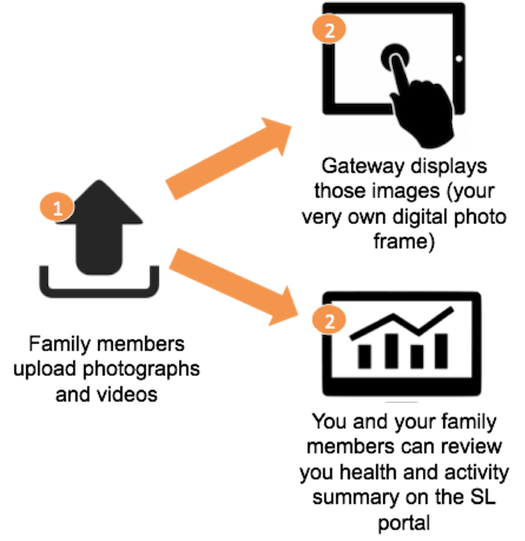 1
Family members
upload photographs
and videos
2
Gateway displays
those images (your
very own digital photo
frame)
2
You and your family
members can review
you health and activity
summary on the SL
portal